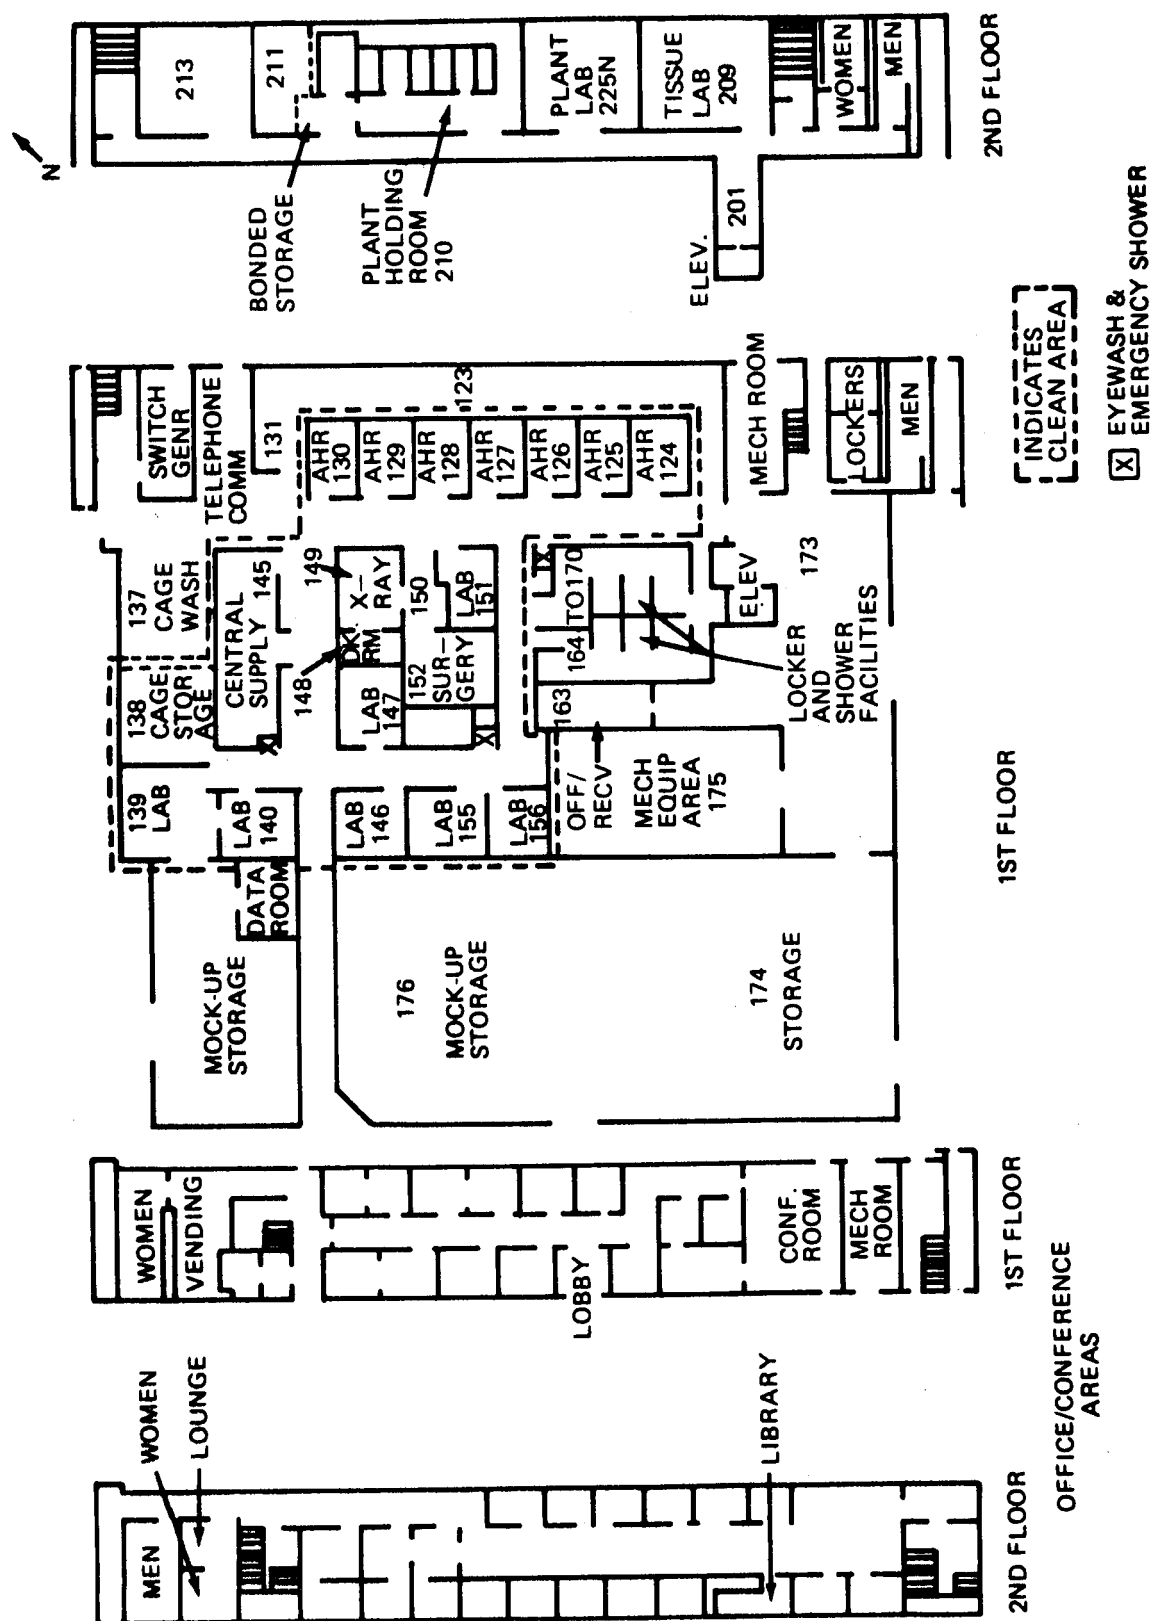 N
213
211
PLANT
LAB
225N
TISSUE
LAB
209
WOMEN
MEN
2ND FLOOR
BONDED
STORAGE
PLANT
HOLDING
ROOM
210
ELEV.
201
SWITCH
GENR
TELEPHONE
COMM
131
123
AHR
130
AHR
129
AHR
128
AHR
127
AHR
126
AHR
125
AHR
124
MECH ROOM
LOCKERS
MEN
137
CAGE
WASH
138
CAGE
STOR
AGE
139
LAB
CENTRAL
SUPPLY
145
X
LAB
140
DATA
ROOM
148
149
X-
RAY
DK
RM
LAB
147
150
152
SUR-
GERY
LAB
151
X
LAB
146
LAB
155
LAB
156
X
TO 170
164
163
OFF/
RECV
MECH
EQUIP
AREA
175
ELEV
173
LOCKER
AND
SHOWER
FACILITIES
MOCK-UP
STORAGE
176
MOCK-UP
STORAGE
174
STORAGE
1ST FLOOR
INDICATES
CLEAN AREA
X EYEWASH &
EMERGENCY SHOWER
WOMEN
VENDING
LOBBY
CONF.
ROOM
MECH
ROOM
1ST FLOOR
WOMEN
LOUNGE
MEN
LIBRARY
2ND FLOOR
OFFICE/CONFERENCE
AREAS